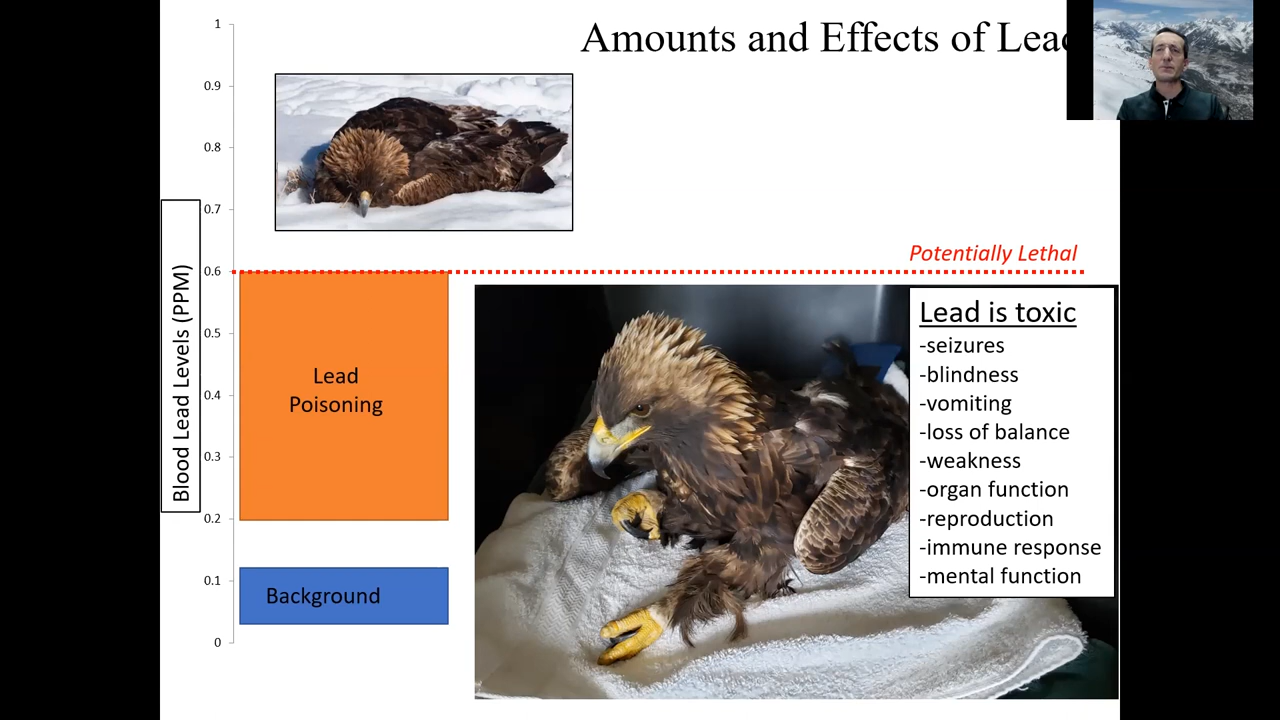 Amounts and Effects of Lead
1
0.9
0.8
0.7
0.6
0.5
0.4
0.3
0.2
0.1
0
Blood Lead Levels (PPM)
Potentially Lethal
Lead
Poisoning
Background
Lead is toxic
-seizures
-blindness
-vomiting
-loss of balance
-weakness
-organ function
-reproduction
-immune response
-mental function